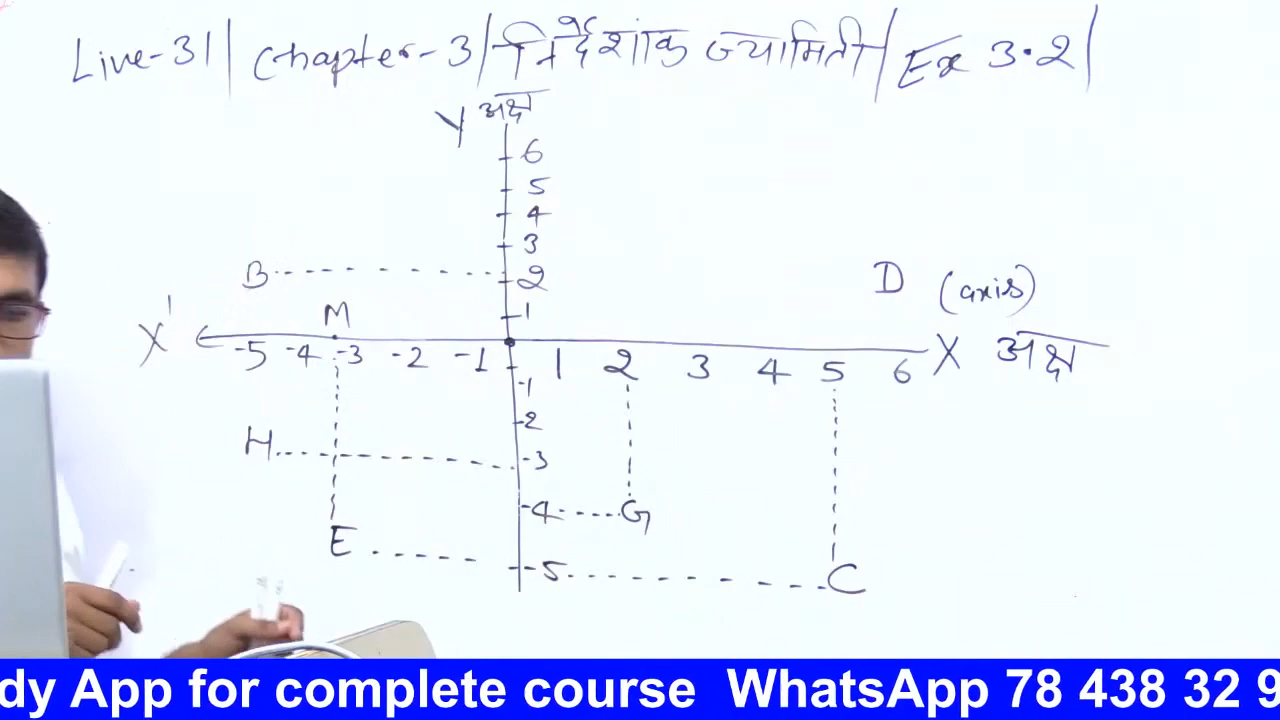 Live-31 | Chapter-3 | निर्देशांक ज्यामिती | Ex 3.2 |
Y अक्ष
6
5
4
3
B 2
D (axis)
M 1
X' -5 -4 -3 -2 -1 1 2 3 4 5 6 X अक्ष
-1
-2
H -3
-4 G
E
-5 C
dy App for complete course WhatsApp 78 438 32 9